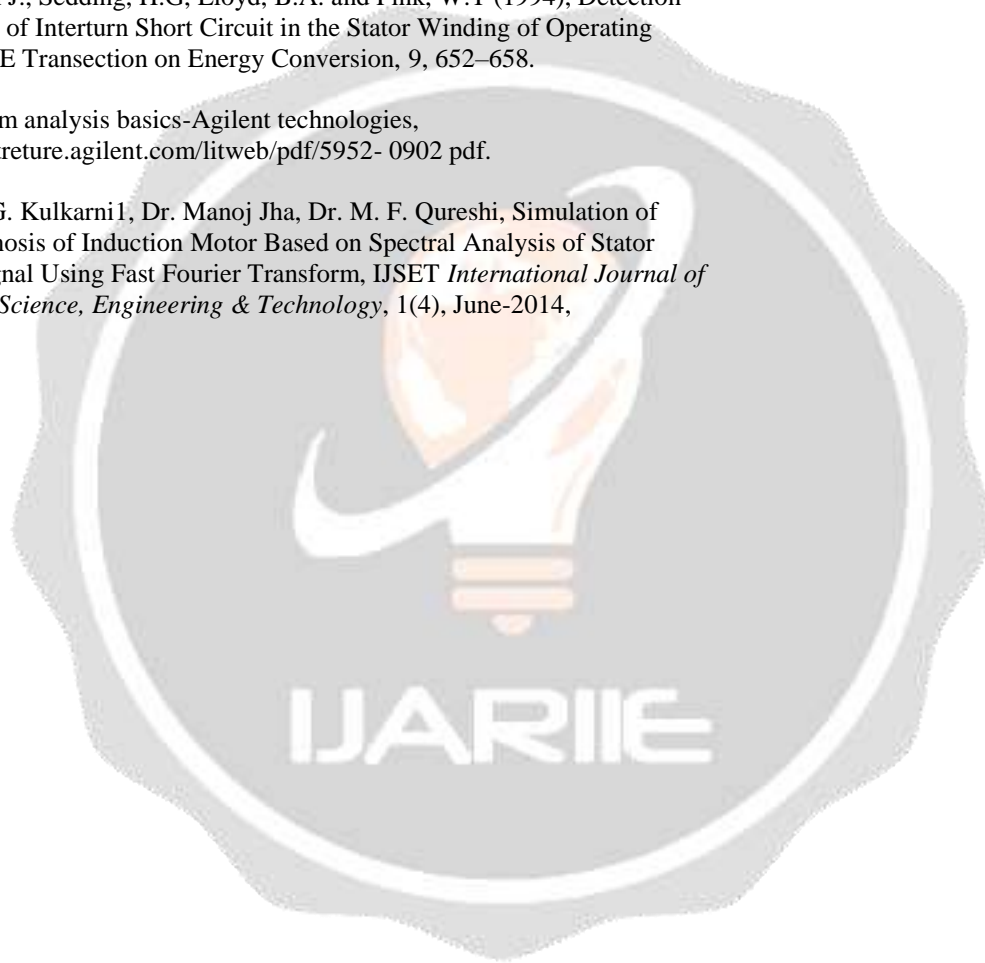 J., Sedding, H.G, Lloyd, B.A. and Pink, W.T (1994), Detection
of Interturn Short Circuit in the Stator Winding of Operating
E Transection on Energy Conversion, 9, 652–658.
m analysis basics-Agilent technologies,
treture.agilent.com/litweb/pdf/5952- 0902 pdf.
G. Kulkarni1, Dr. Manoj Jha, Dr. M. F. Qureshi, Simulation of
nosis of Induction Motor Based on Spectral Analysis of Stator
gnal Using Fast Fourier Transform, IJSET International Journal of
Science, Engineering & Technology, 1(4), June-2014,
IJARIIE